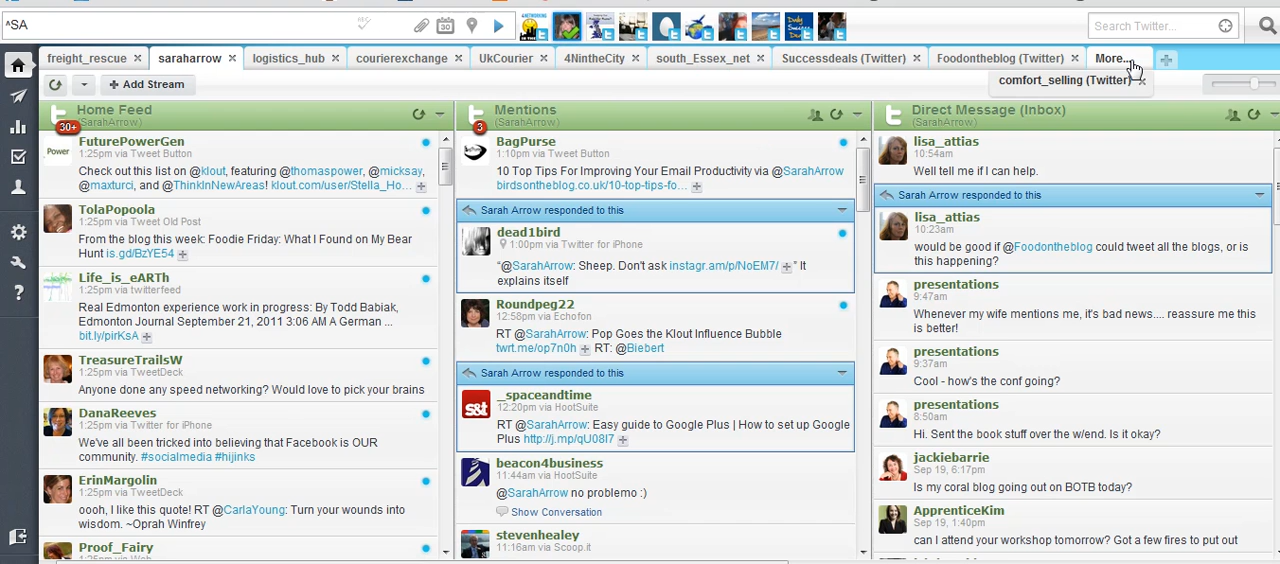 ^SA
Search Twitter...
freight_rescue
saraharrow
logistics_hub
courierexchange
UkCourier
4NintheCity
south_Essex_net
Successdeals (Twitter)
Foodontheblog (Twitter)
More...
comfort_selling (Twitter)
Add Stream
Home Feed
(SarahArrow)
30+
FuturePowerGen
1:25pm via Tweet Button
Check out this list on @klout, featuring @thomaspower, @micksay,
@maxturci, and @ThinkInNewAreas! klout.com/user/Stella_Ho...
TolaPopoola
1:25pm via Tweet Old Post
From the blog this week: Foodie Friday: What I Found on My Bear
Hunt is.gd/BzYE54
Life_is_eARTh
1:25pm via twitterfeed
Real Edmonton experience work in progress: By Todd Babiak,
Edmonton Journal September 21, 2011 3:06 AM A German ...
bit.ly/pirKsA
TreasureTrailsW
1:25pm via TweetDeck
Anyone done any speed networking? Would love to pick your brains
DanaReeves
1:25pm via Twitter for iPhone
We've all been tricked into believing that Facebook is OUR
community. #socialmedia #hijinks
ErinMargolin
1:25pm via TweetDeck
oooh, I like this quote! RT @CarlaYoung: Turn your wounds into
wisdom. ~Oprah Winfrey
Proof_Fairy
1:25pm via Web
Mentions
(SarahArrow)
3
BagPurse
1:10pm via Tweet Button
10 Top Tips For Improving Your Email Productivity via @SarahArrow
birdsontheblog.co.uk/10-top-tips-fo...
Sarah Arrow responded to this
dead1bird
1:00pm via Twitter for iPhone
"@SarahArrow: Sheep. Don't ask instagr.am/p/NoEM7/ " It
explains itself
Roundpeg22
12:58pm via Echofon
RT @SarahArrow: Pop Goes the Klout Influence Bubble
twrt.me/op7n0h RT: @Biebert
Sarah Arrow responded to this
_spaceandtime
12:20pm via HootSuite
RT @SarahArrow: Easy guide to Google Plus | How to set up Google
Plus http://j.mp/qU08I7
beacon4business
11:44am via HootSuite
@SarahArrow no problemo :)
Show Conversation
stevenhealey
11:16am via Scoop.it
Direct Message (Inbox)
(SarahArrow)
lisa_attias
10:54am
Well tell me if I can help.
Sarah Arrow responded to this
lisa_attias
10:23am
would be good if @Foodontheblog could tweet all the blogs, or is
this happening?
presentations
9:47am
Whenever my wife mentions me, it's bad news.... reassure me this
is better!
presentations
9:37am
Cool - how's the conf going?
presentations
8:50am
Hi. Sent the book stuff over the w/end. Is it okay?
jackiebarrie
Sep 19, 6:17pm
Is my coral blog going out on BOTB today?
ApprenticeKim
Sep 19, 1:40pm
can I attend your workshop tomorrow? Got a few fires to put out